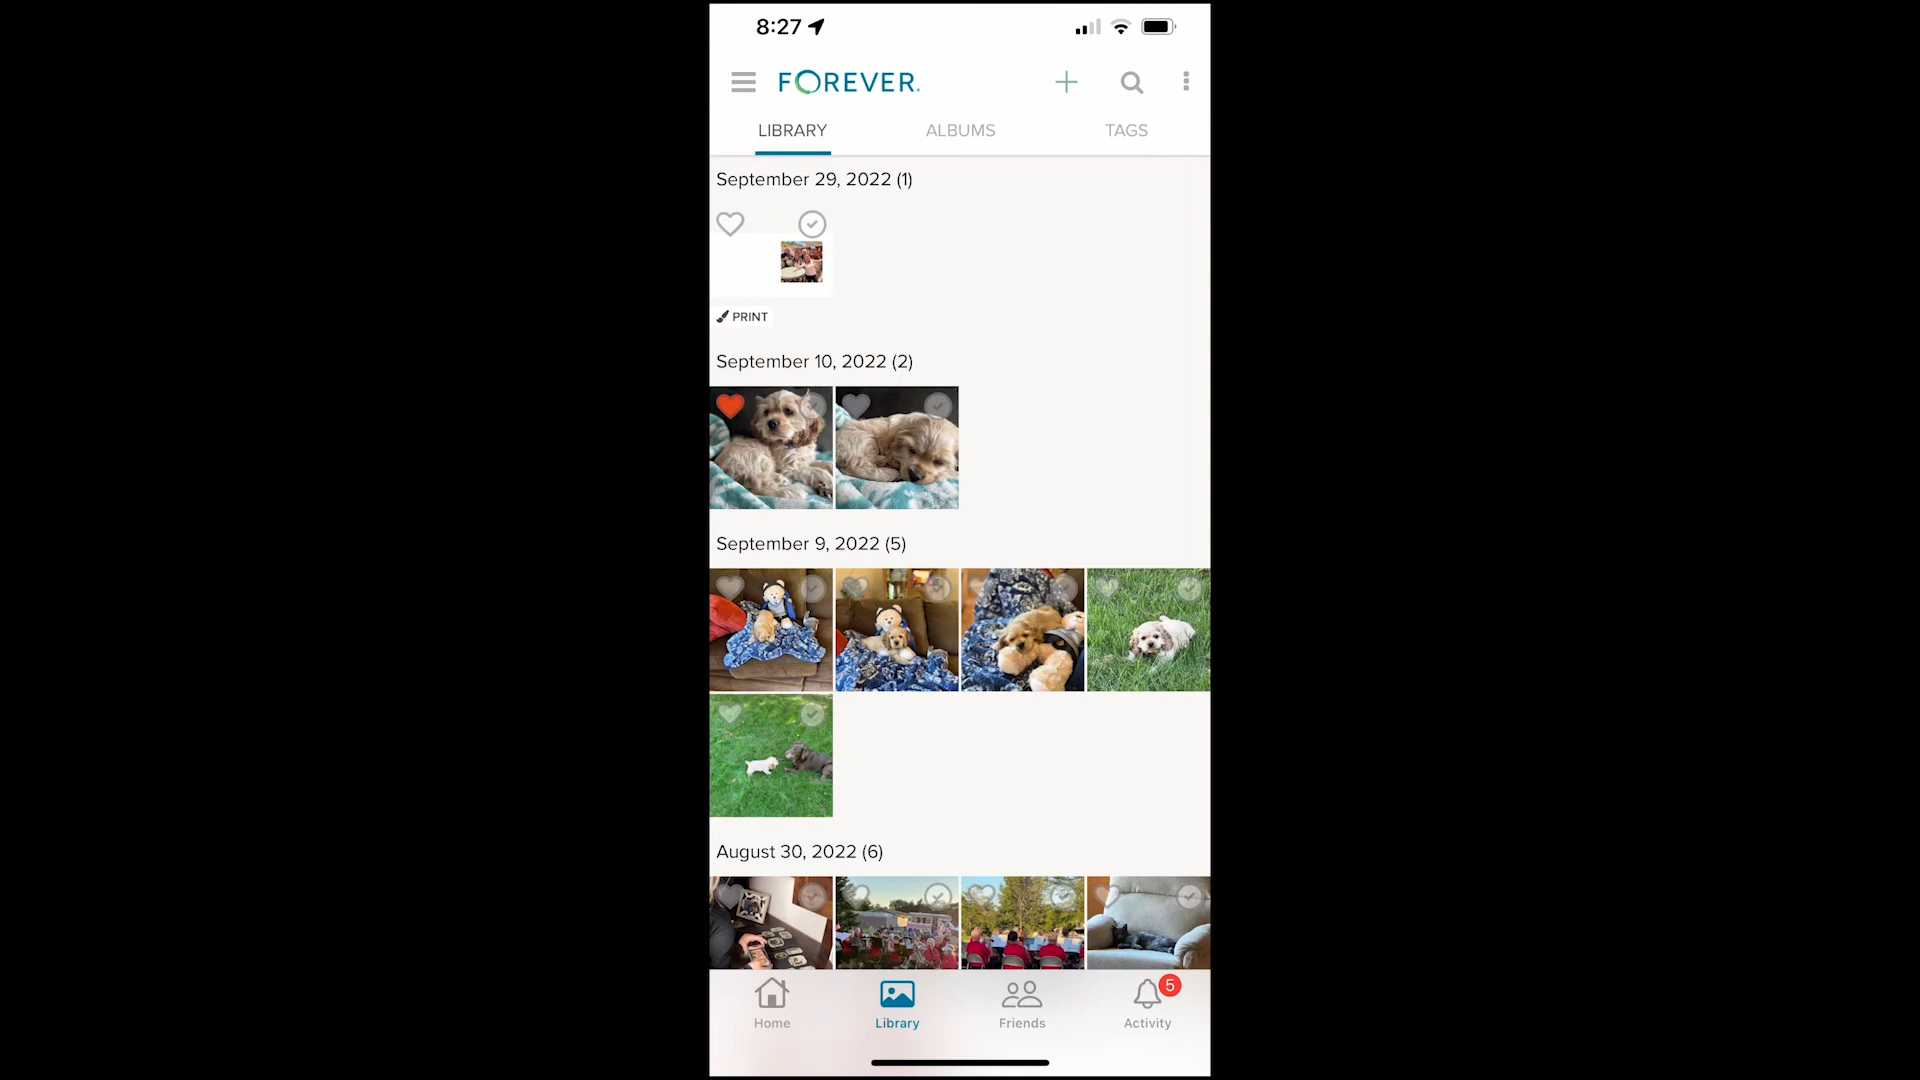 8:27
FOREVER.
LIBRARY ALBUMS TAGS
September 29, 2022 (1)
PRINT
September 10, 2022 (2)
September 9, 2022 (5)
August 30, 2022 (6)
5
Home Library Friends Activity